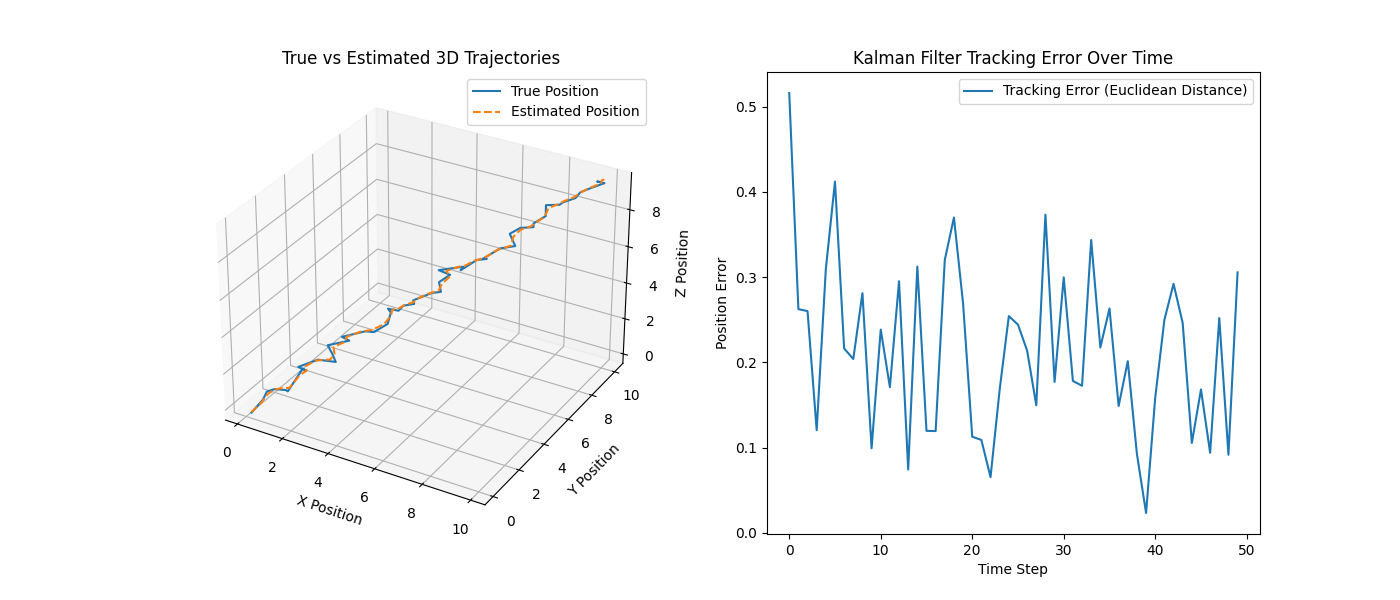 True vs Estimated 3D Trajectories
True Position
Estimated Position
0
2
4
6
8
10
X Position
0
2
4
6
8
10
Y Position
0
2
4
6
8
Z Position
Kalman Filter Tracking Error Over Time
Tracking Error (Euclidean Distance)
0.5
0.4
0.3
0.2
0.1
0.0
Position Error
0
10
20
30
40
50
Time Step